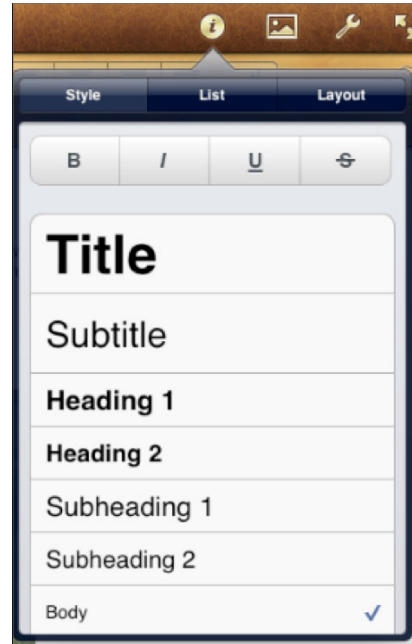 Style List Layout
B I U S
Title
Subtitle
Heading 1
Heading 2
Subheading 1
Subheading 2
Body